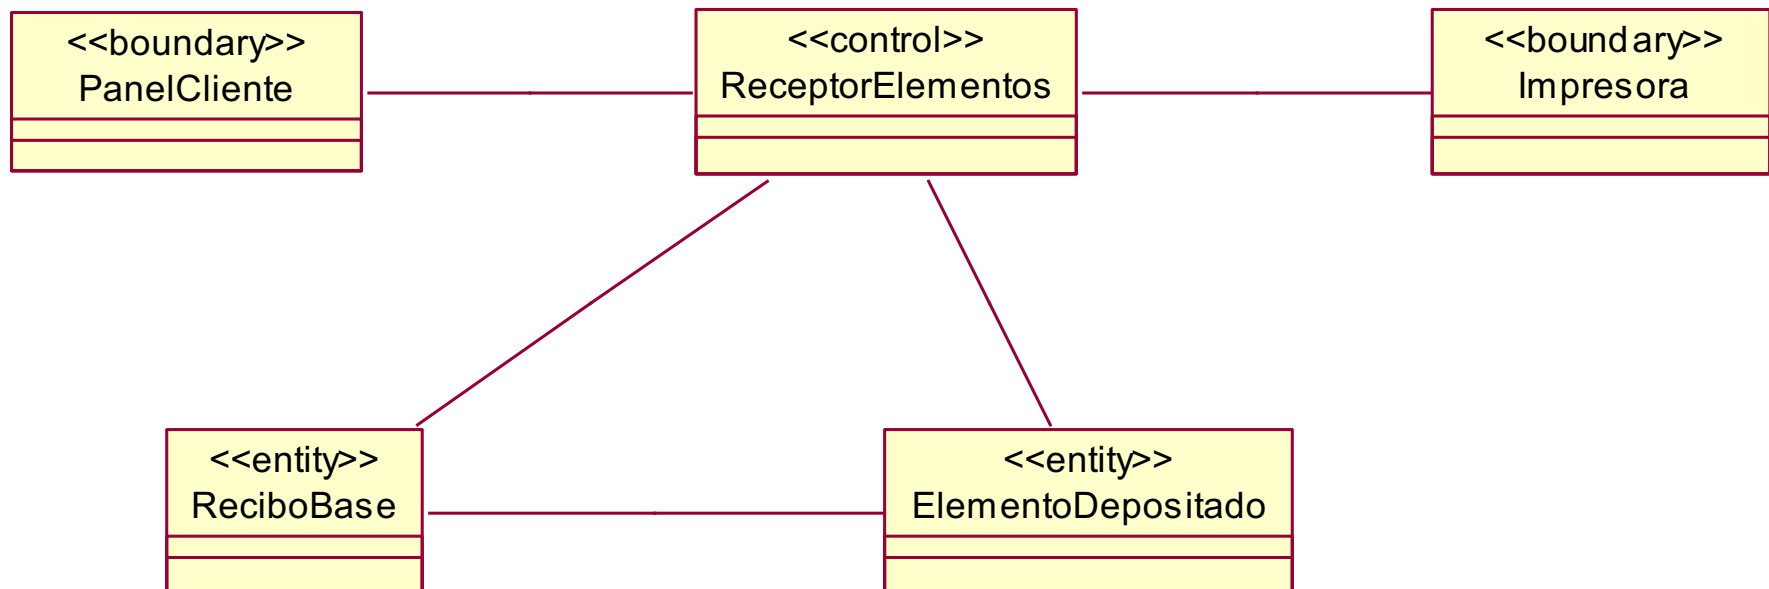 <<boundary>>
PanelCliente
<<control>>
ReceptorElementos
<<boundary>>
Impresora
<<entity>>
ReciboBase
<<entity>>
ElementoDepositado